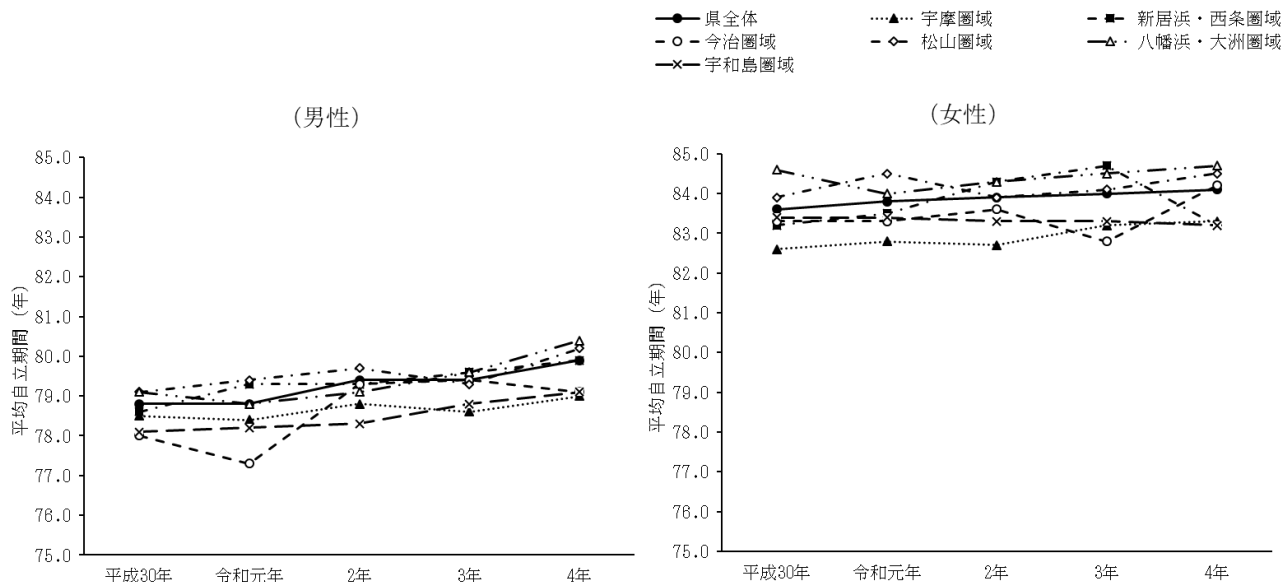 県全体 宇摩圏域 新居浜・西条圏域
今治圏域 松山圏域 八幡浜・大洲圏域
宇和島圏域
（男性）
平均自立期間（年）
85.0
84.0
83.0
82.0
81.0
80.0
79.0
78.0
77.0
76.0
75.0
平成30年 令和元年 2年 3年 4年
（女性）
平均自立期間（年）
85.0
84.0
83.0
82.0
81.0
80.0
79.0
78.0
77.0
76.0
75.0
平成30年 令和元年 2年 3年 4年